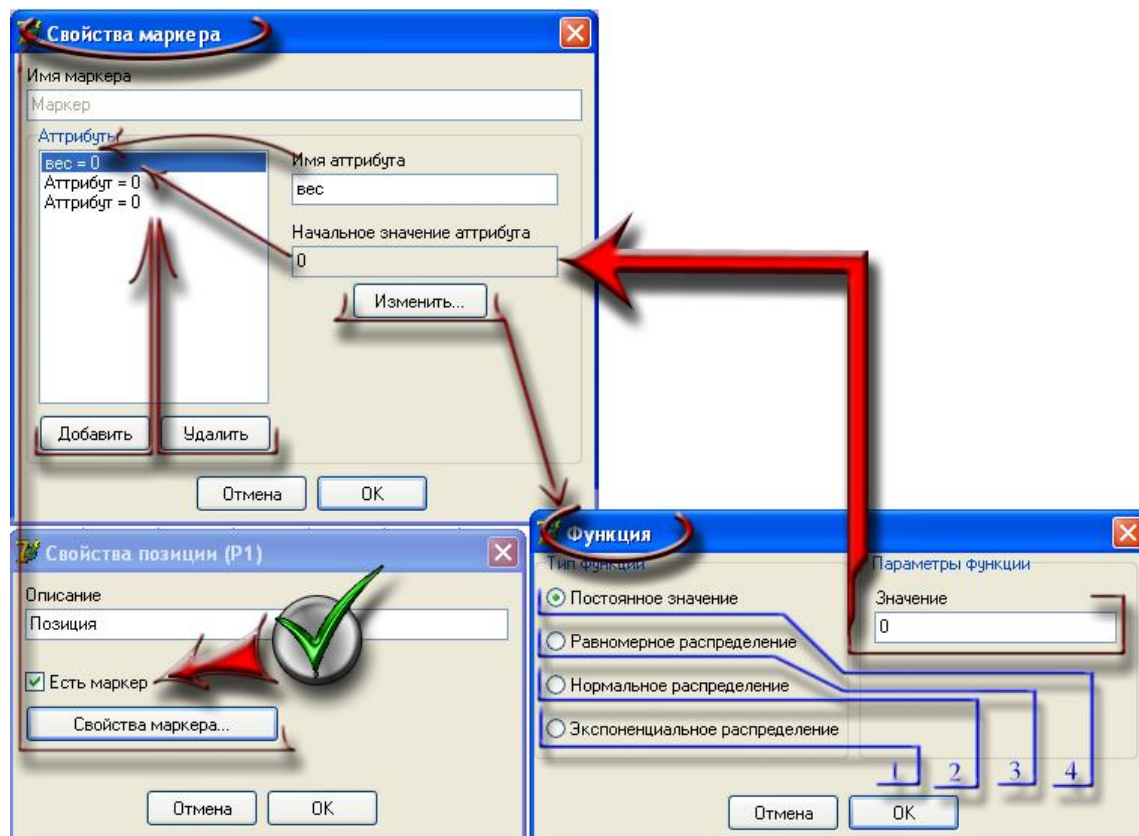 Свойства маркера
Имя маркера
Маркер
Аттрибуты
вес = 0
Аттрибут = 0
Аттрибут = 0
Имя аттрибута
вес
Начальное значение аттрибута
0
Изменить...
Добавить
Удалить
Отмена
OK
Свойства позиции (P1)
Описание
Позиция
Есть маркер
Свойства маркера...
Отмена
OK
Функция
Тип функции
Постоянное значение
Равномерное распределение
Нормальное распределение
Экспоненциальное распределение
Параметры функции
Значение
0
1 2 3 4
Отмена
OK